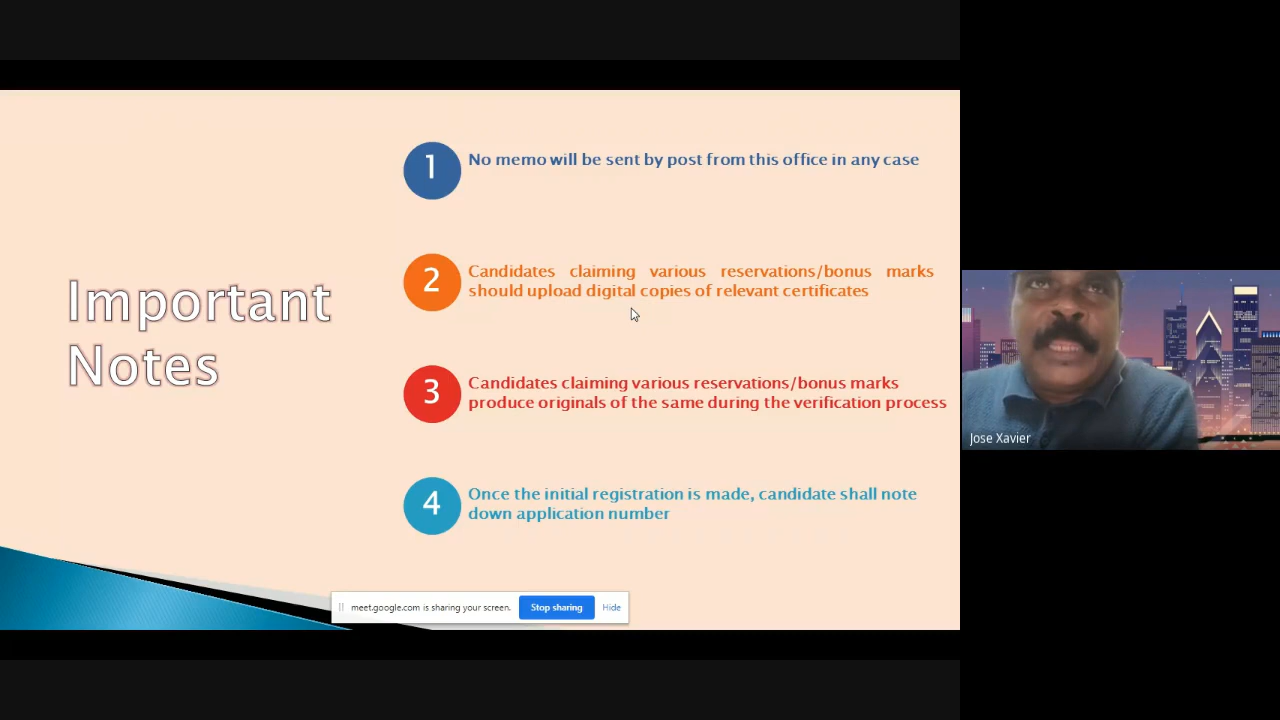 Important
Notes
1
No memo will be sent by post from this office in any case
2
Candidates claiming various reservations/bonus marks
should upload digital copies of relevant certificates
3
Candidates claiming various reservations/bonus marks
produce originals of the same during the verification process
4
Once the initial registration is made, candidate shall note
down application number
meet.google.com is sharing your screen. Stop sharing Hide
Jose Xavier